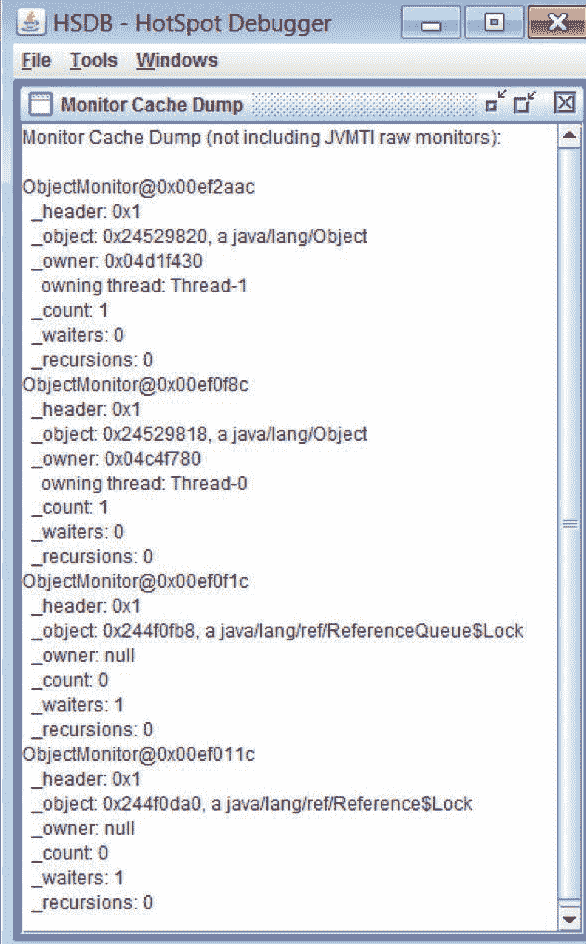 HSDB - HotSpot Debugger
File Tools Windows
Monitor Cache Dump
Monitor Cache Dump (not including JVMTI raw monitors):
ObjectMonitor@0x00ef2aac
_header: 0x1
_object: 0x24529820, a java/lang/Object
_owner: 0x04d1f430
owning thread: Thread-1
_count: 1
_waiters: 0
_recursions: 0
ObjectMonitor@0x00ef0f8c
_header: 0x1
_object: 0x24529818, a java/lang/Object
_owner: 0x04c4f780
owning thread: Thread-0
_count: 1
_waiters: 0
_recursions: 0
ObjectMonitor@0x00ef0f1c
_header: 0x1
_object: 0x244f0fb8, a java/lang/ref/ReferenceQueue$Lock
_owner: null
_count: 0
_waiters: 1
_recursions: 0
ObjectMonitor@0x00ef011c
_header: 0x1
_object: 0x244f0da0, a java/lang/ref/Reference$Lock
_owner: null
_count: 0
_waiters: 1
_recursions: 0